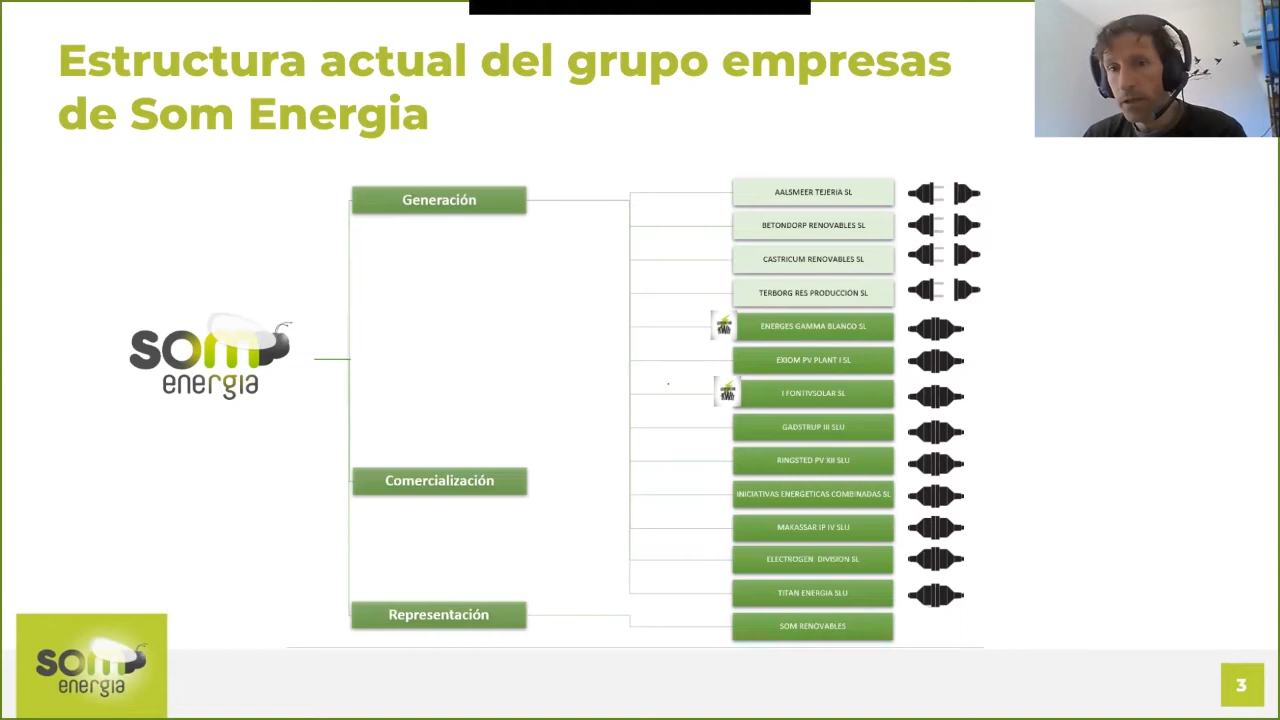 Estructura actual del grupo empresas
de Som Energia
Generación
AALSMEER TEJERIA SL
BETONDORP RENOVABLES SL
CASTRICUM RENOVABLES SL
TERBORG RES PRODUCCION SL
ENERGES GAMMA BLANCO SL
EXIOM PV PLANT I SL
I FONTIVSOLAR SL
GADSTRUP III SLU
RINGSTED PV XII SLU
INICIATIVAS ENERGETICAS COMBINADAS SL
MAKASSAR IP IV SLU
ELECTROGEN DIVISION SL
TITAN ENERGIA SLU
SOM RENOVABLES
som
energia
Comercialización
Representación
som
energia
3